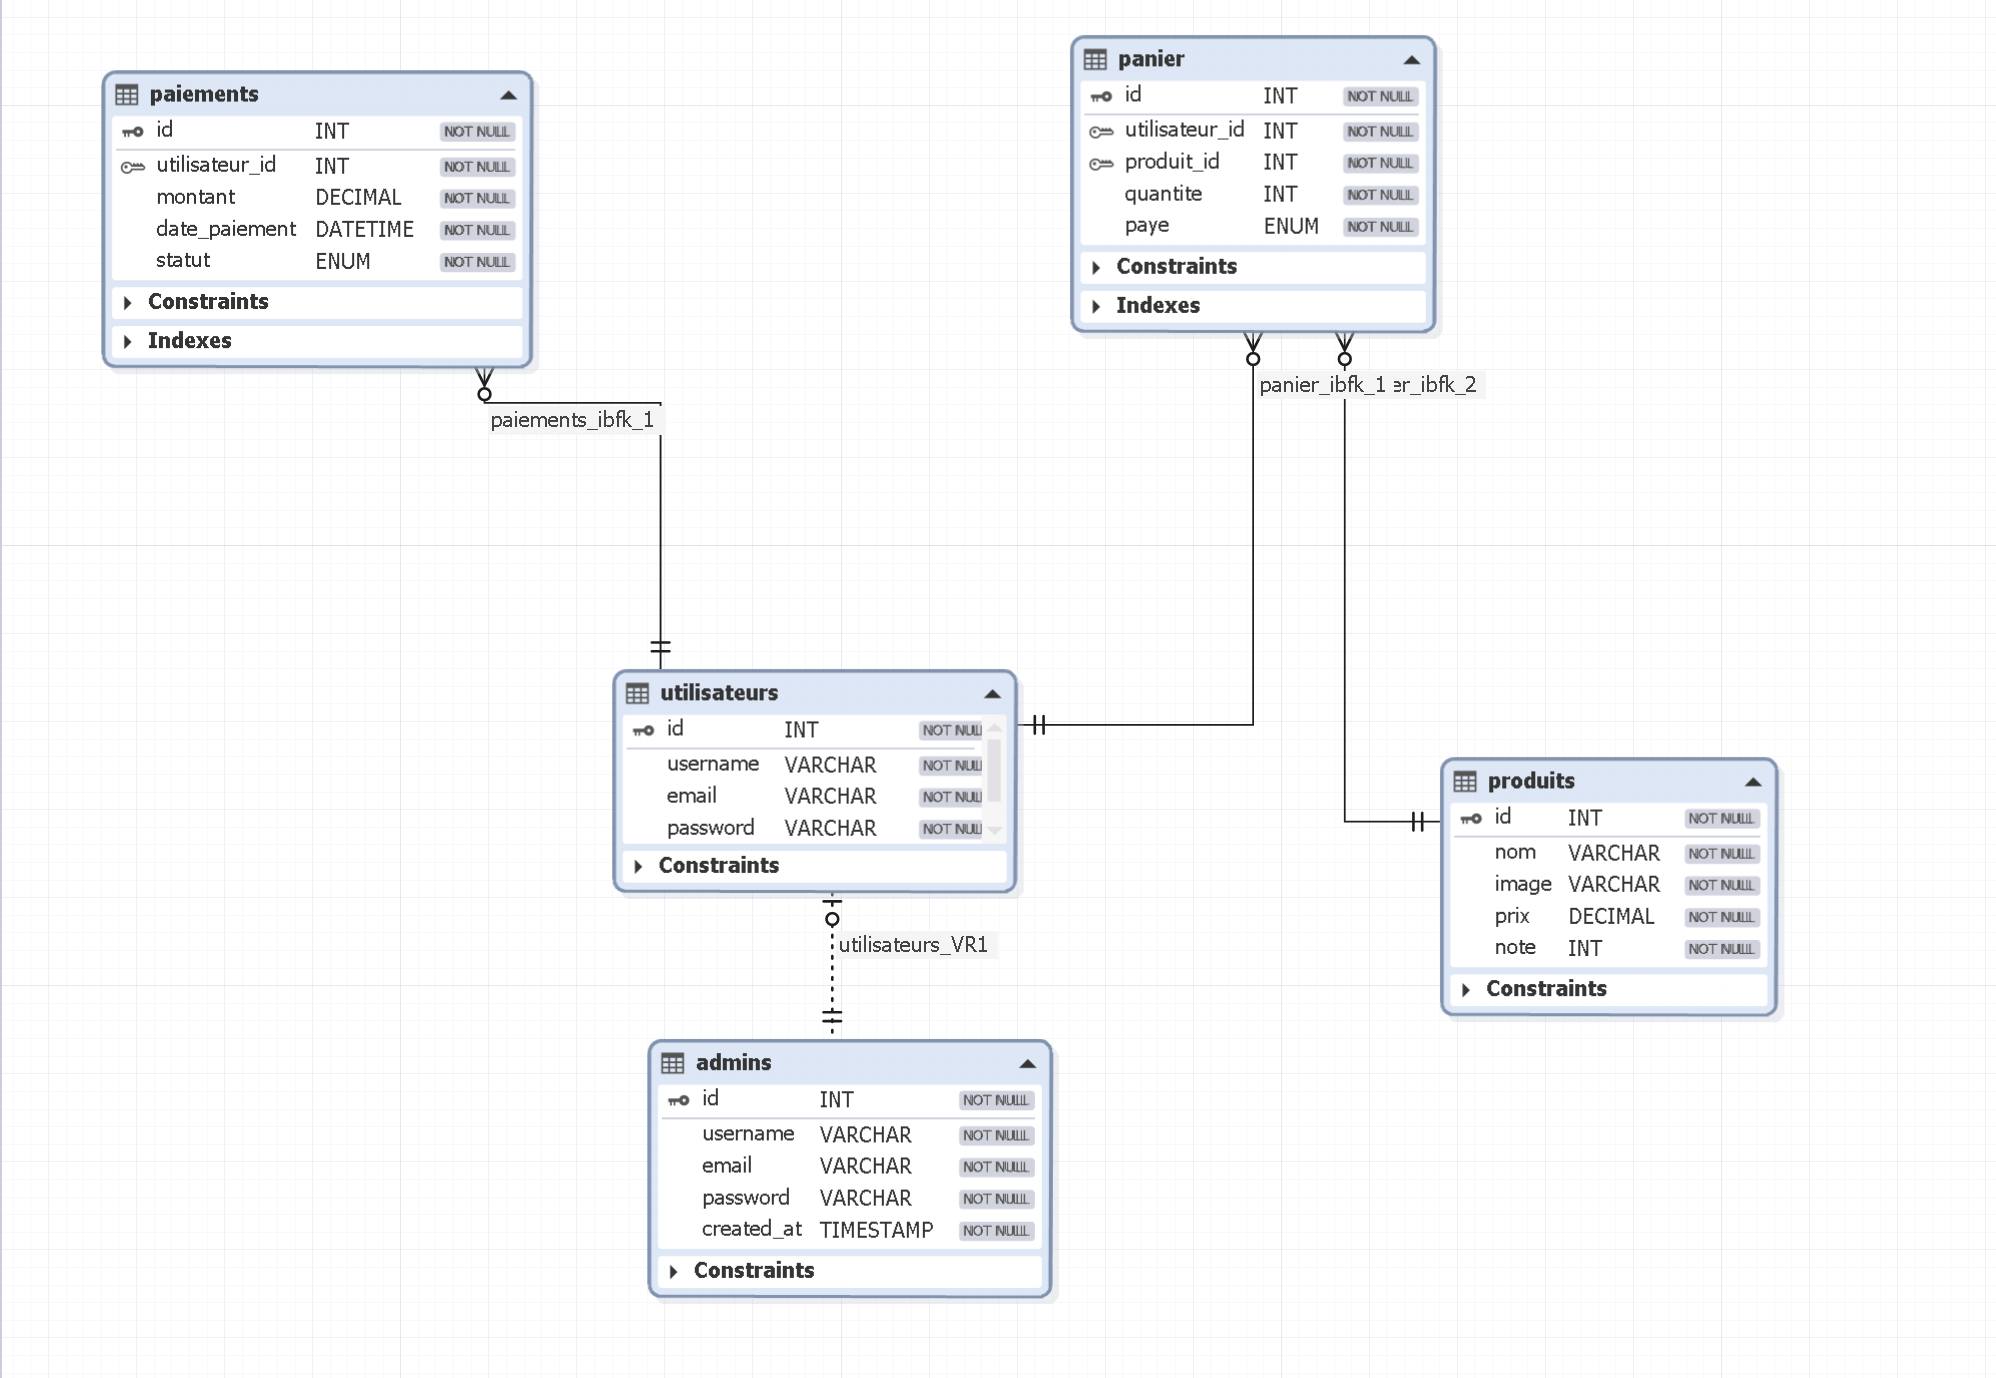 paiements
id INT NOT NULL
utilisateur_id INT NOT NULL
montant DECIMAL NOT NULL
date_paiement DATETIME NOT NULL
statut ENUM NOT NULL
Constraints
Indexes
paiements_ibfk_1
panier
id INT NOT NULL
utilisateur_id INT NOT NULL
produit_id INT NOT NULL
quantite INT NOT NULL
paye ENUM NOT NULL
Constraints
Indexes
panier_ibfk_1 er_ibfk_2
utilisateurs
id INT NOT NULL
username VARCHAR NOT NULL
email VARCHAR NOT NULL
password VARCHAR NOT NULL
Constraints
utilisateurs_VR1
produits
id INT NOT NULL
nom VARCHAR NOT NULL
image VARCHAR NOT NULL
prix DECIMAL NOT NULL
note INT NOT NULL
Constraints
admins
id INT NOT NULL
username VARCHAR NOT NULL
email VARCHAR NOT NULL
password VARCHAR NOT NULL
created_at TIMESTAMP NOT NULL
Constraints